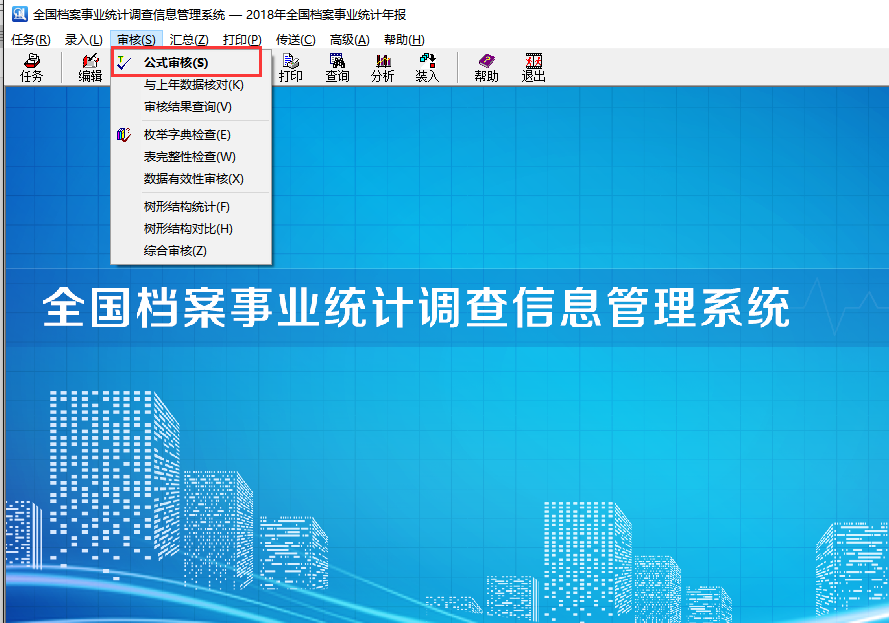 全国档案事业统计调查信息管理系统 — 2018年全国档案事业统计年报
任务(R) 录入(L) 审核(S) 汇总(Z) 打印(P) 传送(C) 高级(A) 帮助(H)
任务 编辑 打印 查询 分析 装入 帮助 退出
公式审核(S)
与上年数据核对(K)
审核结果查询(V)
枚举字典检查(E)
表完整性检查(W)
数据有效性审核(X)
树形结构统计(F)
树形结构对比(H)
综合审核(Z)
全国档案事业统计调查信息管理系统